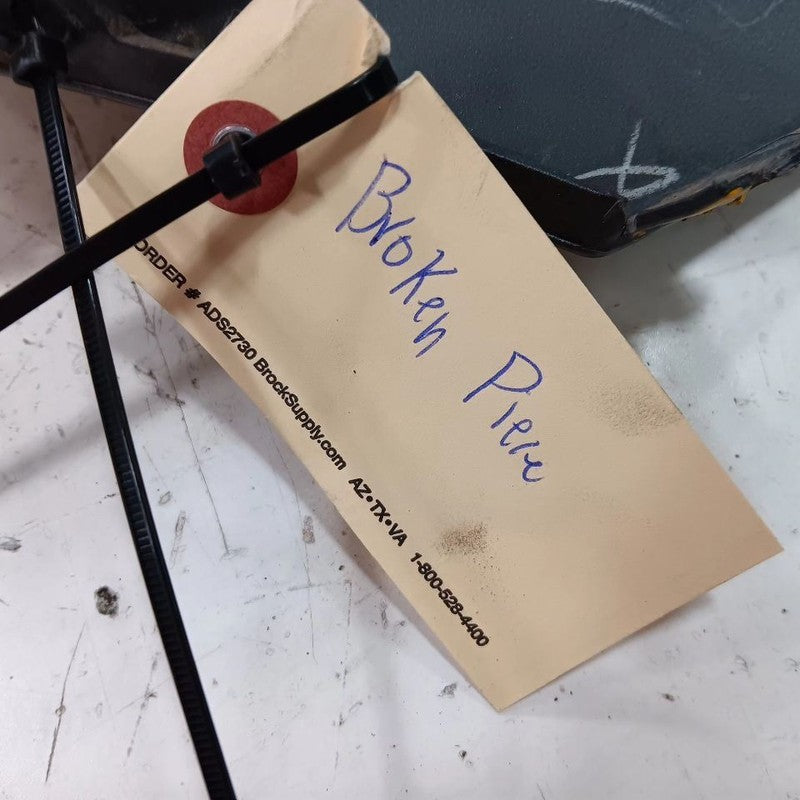 Broken Piece
ORDER # ADS2730 BrockSupply.com AZ•TX•VA 1-800-528-4400